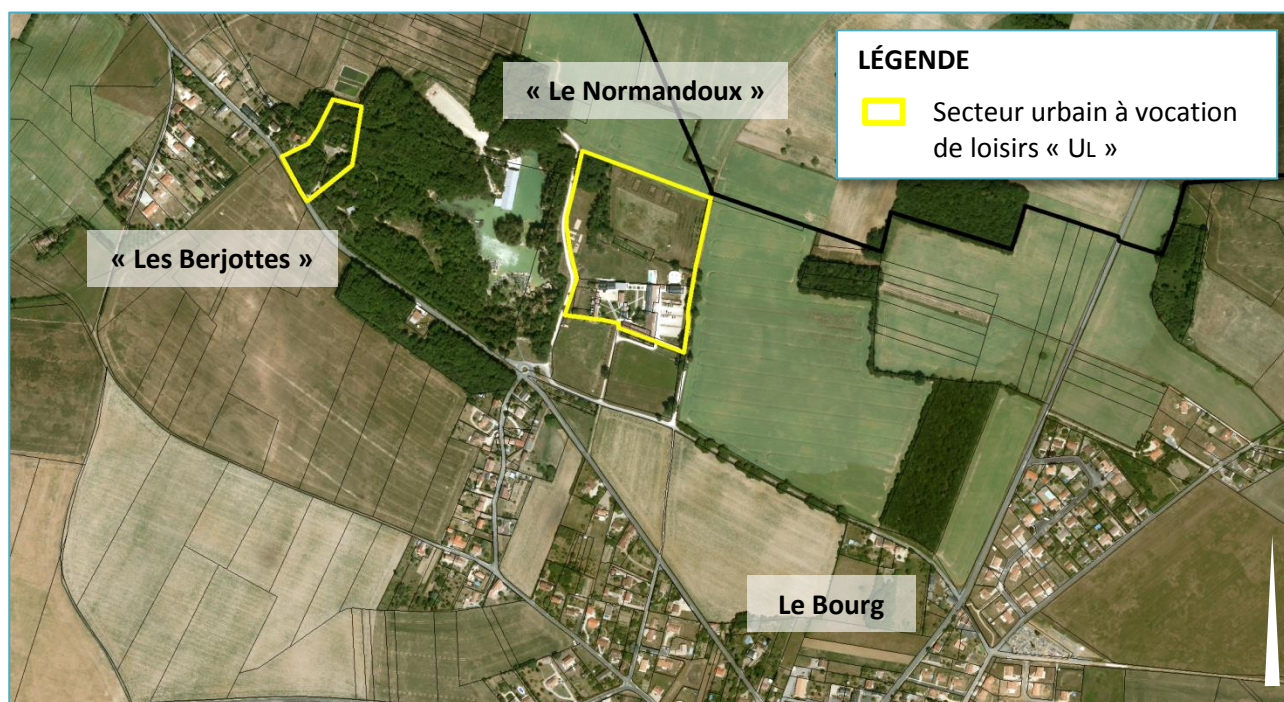 « Le Normandoux »
LÉGENDE
Secteur urbain à vocation
de loisirs « UL »
« Les Berjottes »
Le Bourg